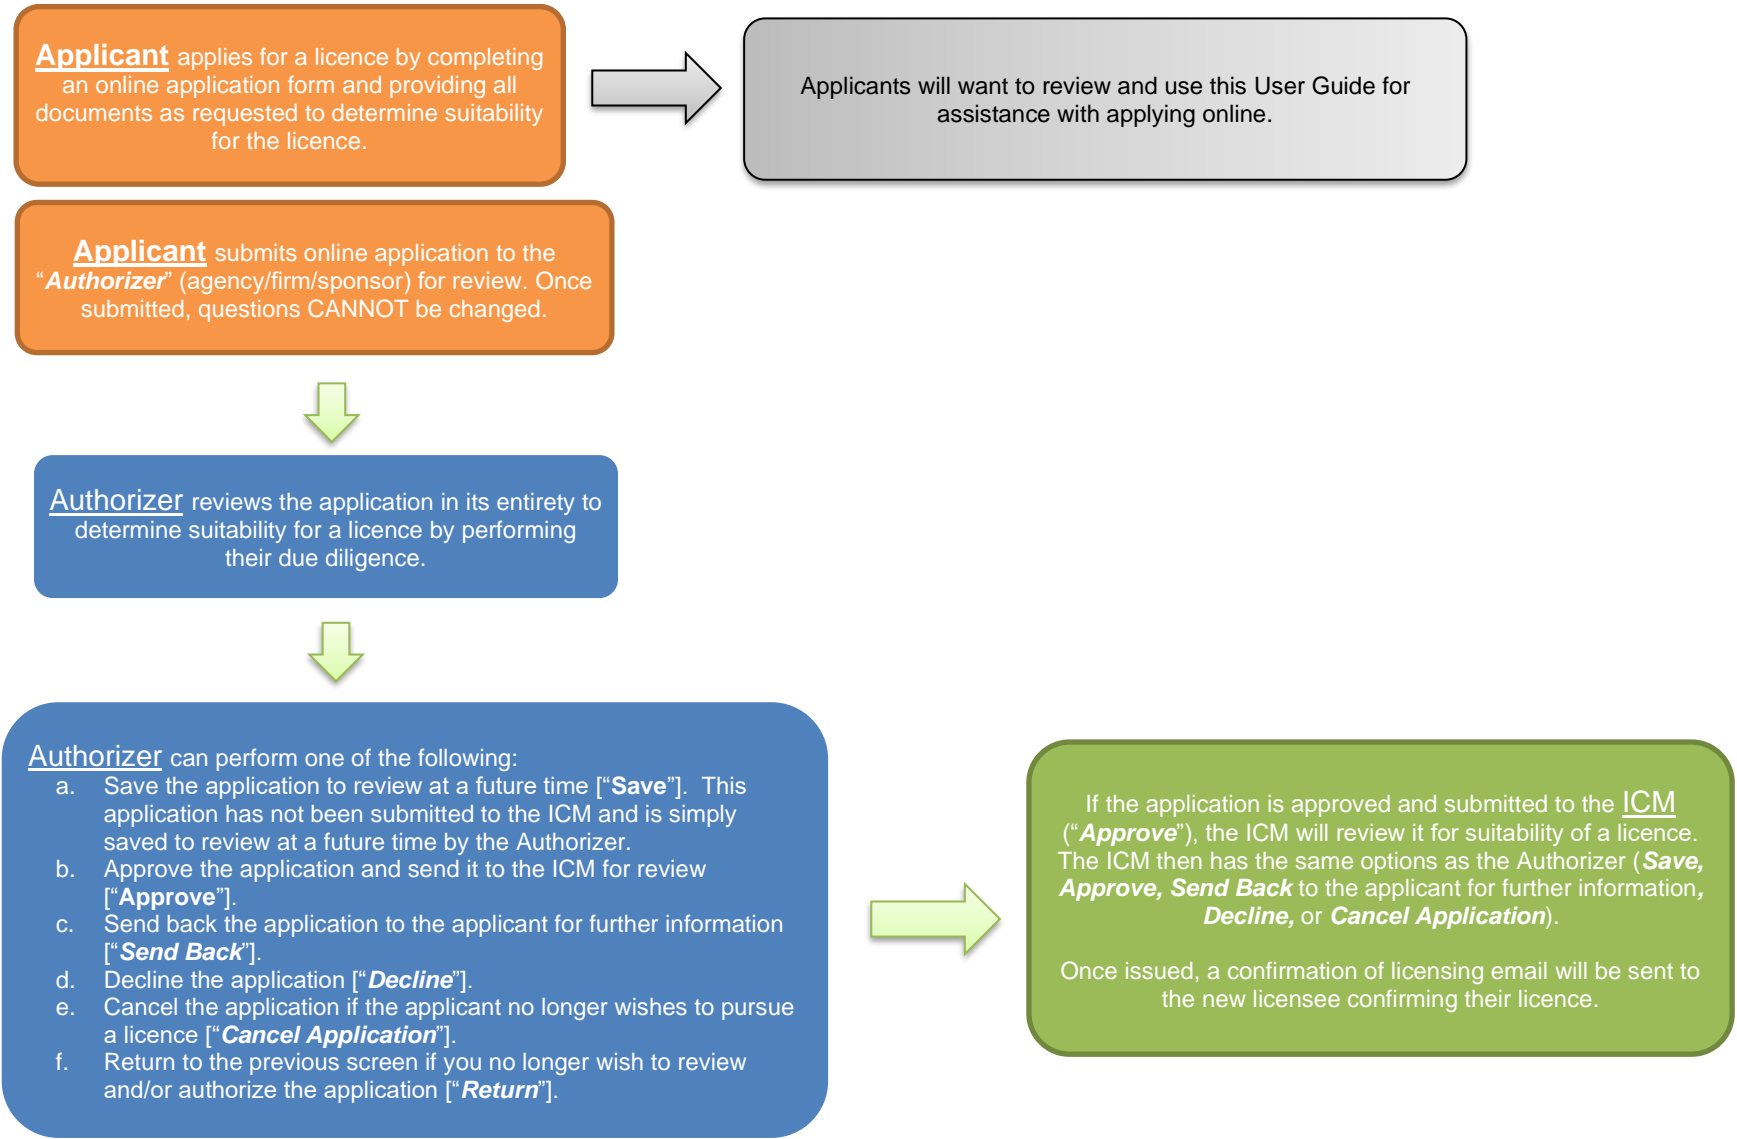 Applicant applies for a licence by completing
an online application form and providing all
documents as requested to determine suitability
for the licence.
Applicants will want to review and use this User Guide for
assistance with applying online.
Applicant submits online application to the
“Authorizer” (agency/firm/sponsor) for review. Once
submitted, questions CANNOT be changed.
Authorizer reviews the application in its entirety to
determine suitability for a licence by performing
their due diligence.
Authorizer can perform one of the following:
a. Save the application to review at a future time [“Save”]. This
application has not been submitted to the ICM and is simply
saved to review at a future time by the Authorizer.
b. Approve the application and send it to the ICM for review
[“Approve”].
c. Send back the application to the applicant for further information
[“Send Back”].
d. Decline the application [“Decline”].
e. Cancel the application if the applicant no longer wishes to pursue
a licence [“Cancel Application”].
f. Return to the previous screen if you no longer wish to review
and/or authorize the application [“Return”].
If the application is approved and submitted to the ICM
(“Approve”), the ICM will review it for suitability of a licence.
The ICM then has the same options as the Authorizer (Save,
Approve, Send Back to the applicant for further information,
Decline, or Cancel Application).
Once issued, a confirmation of licensing email will be sent to
the new licensee confirming their licence.